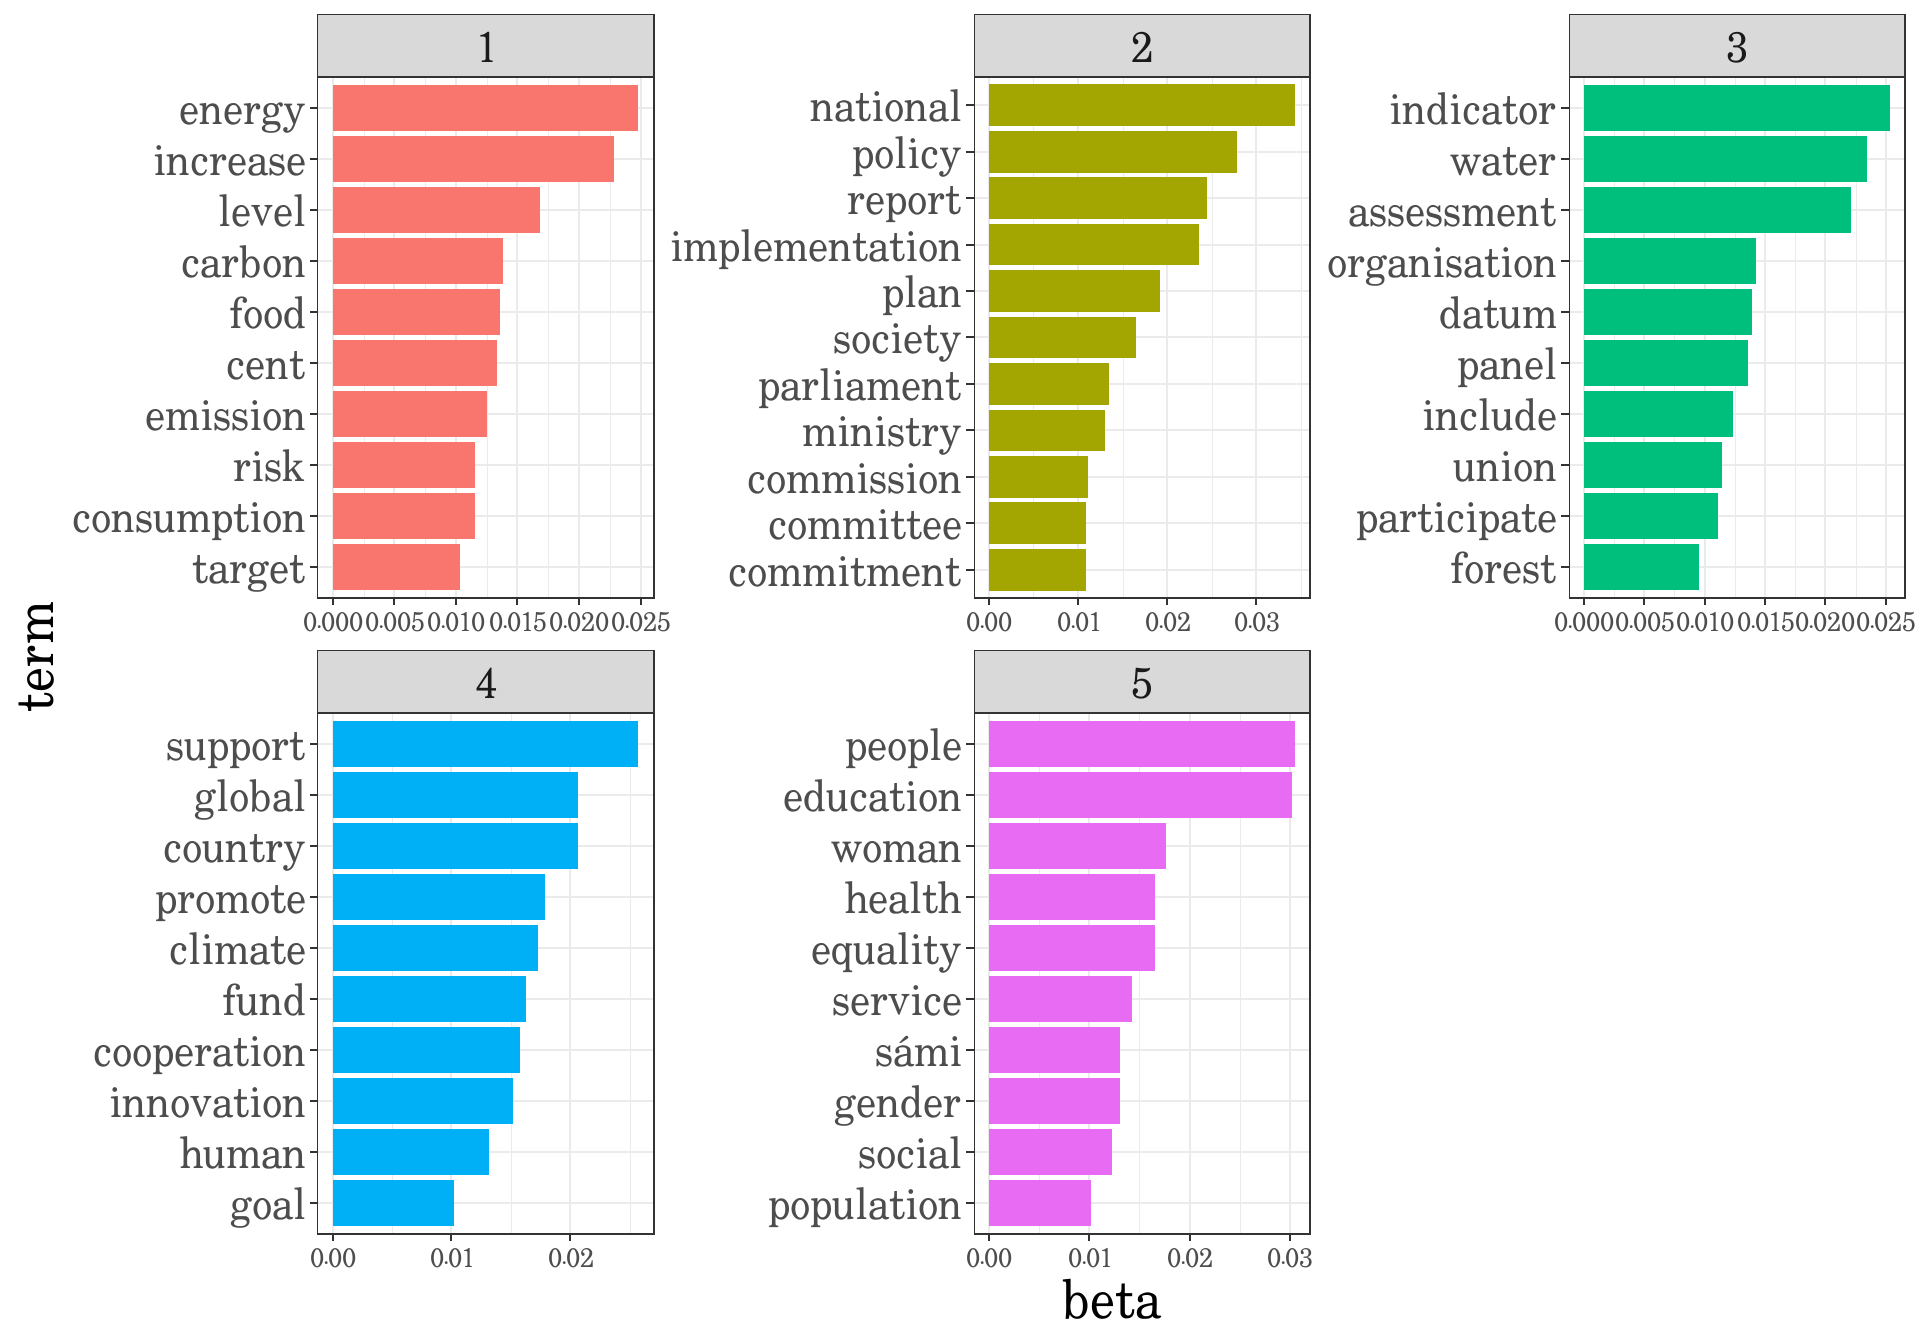 term
1
energy
increase
level
carbon
food
cent
emission
risk
consumption
target
0.000 0.005 0.010 0.015 0.020 0.025
2
national
policy
report
implementation
plan
society
parliament
ministry
commission
committee
commitment
0.00 0.01 0.02 0.03
3
indicator
water
assessment
organisation
datum
panel
include
union
participate
forest
0.000 0.005 0.010 0.015 0.020 0.025
4
support
global
country
promote
climate
fund
cooperation
innovation
human
goal
0.00 0.01 0.02
5
people
education
woman
health
equality
service
sámi
gender
social
population
0.00 0.01 0.02 0.03
beta